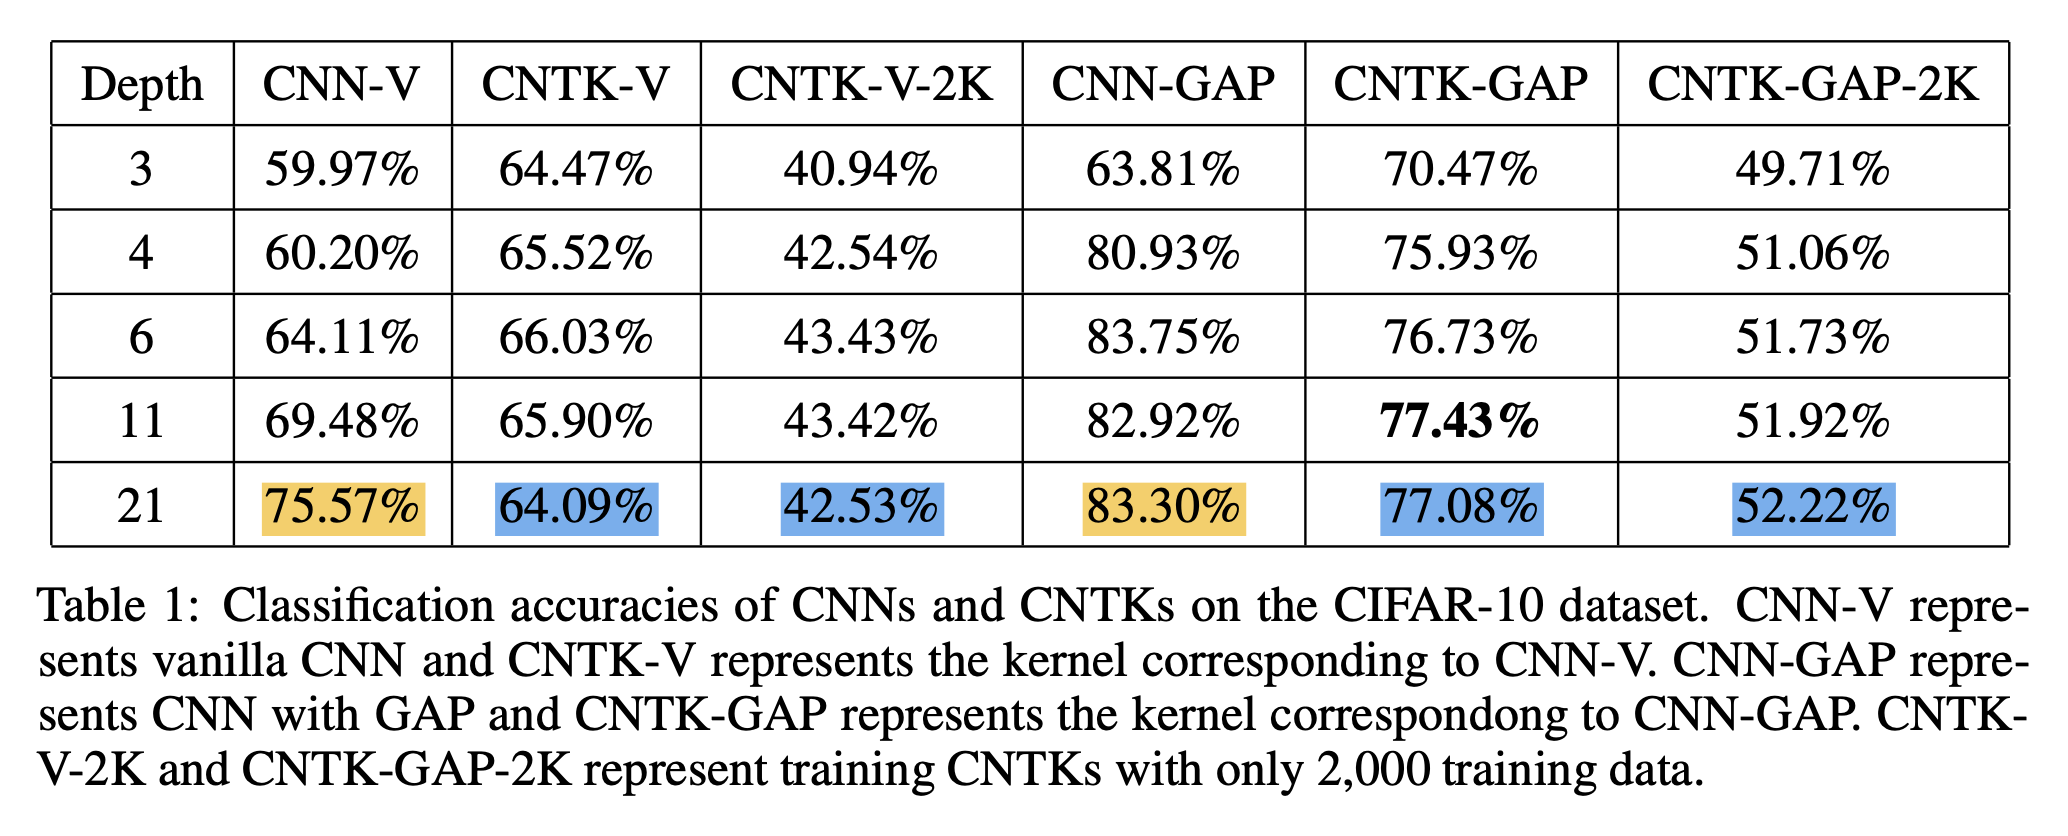 Depth CNN-V CNTK-V CNTK-V-2K CNN-GAP CNTK-GAP CNTK-GAP-2K
3 59.97% 64.47% 40.94% 63.81% 70.47% 49.71%
4 60.20% 65.52% 42.54% 80.93% 75.93% 51.06%
6 64.11% 66.03% 43.43% 83.75% 76.73% 51.73%
11 69.48% 65.90% 43.42% 82.92% 77.43% 51.92%
21 75.57% 64.09% 42.53% 83.30% 77.08% 52.22%
Table 1: Classification accuracies of CNNs and CNTKs on the CIFAR-10 dataset. CNN-V repre-
sents vanilla CNN and CNTK-V represents the kernel corresponding to CNN-V. CNN-GAP repre-
sents CNN with GAP and CNTK-GAP represents the kernel correspondong to CNN-GAP. CNTK-
V-2K and CNTK-GAP-2K represent training CNTKs with only 2,000 training data.